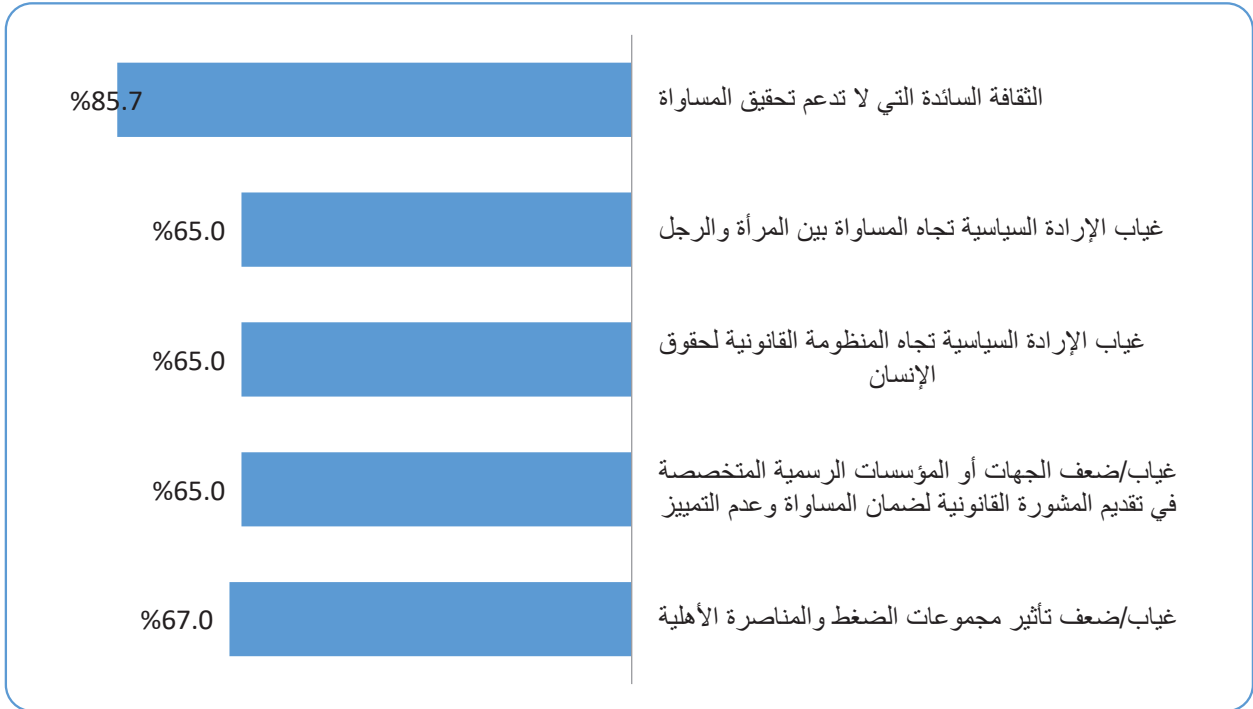 الثقافة السائدة التي لا تدعم تحقيق المساواة
%85.7
غياب الإرادة السياسية تجاه المساواة بين المرأة والرجل
%65.0
غياب الإرادة السياسية تجاه المنظومة القانونية لحقوق
الإنسان
%65.0
غياب/ضعف الجهات أو المؤسسات الرسمية المتخصصة
في تقديم المشورة القانونية لضمان المساواة وعدم التمييز
%65.0
غياب/ضعف تأثير مجموعات الضغط والمناصرة الأهلية
%67.0